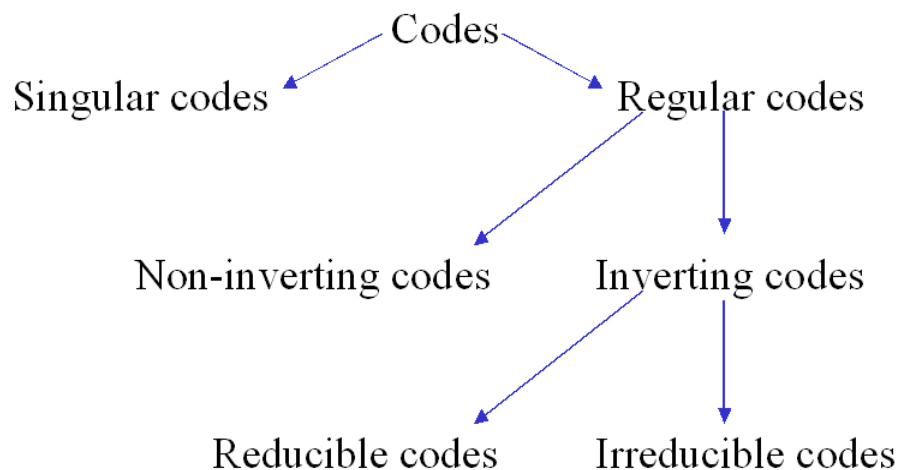 Codes
Singular codes
Regular codes
Non-inverting codes
Inverting codes
Reducible codes
Irreducible codes